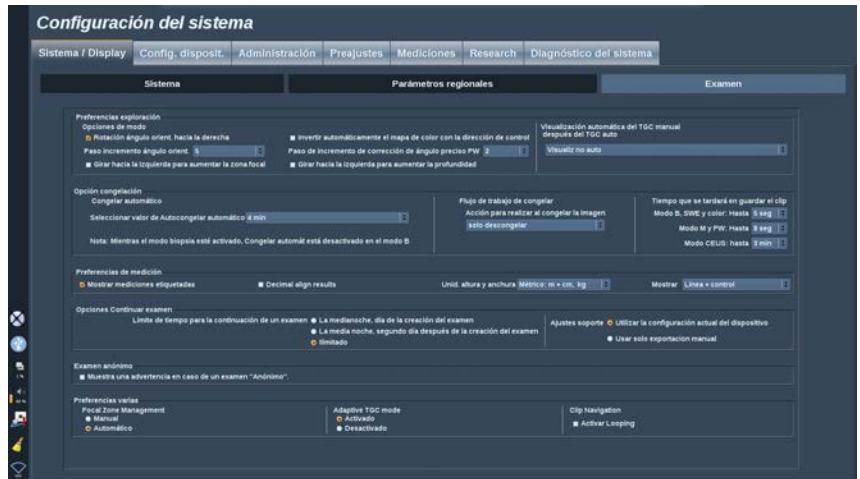 Configuración del sistema
Sistema / Display
Config. disposit.
Administración
Preajustes
Mediciones
Research
Diagnóstico del sistema
Sistema
Parámetros regionales
Examen
Preferencias exploración
Opciones de modo
Rotación ángulo orient. hacia la derecha
Invertir automáticamente el mapa de color con la dirección de control
Paso incremento ángulo orient. 5
Paso de incremento de corrección de ángulo preciso PW 2
Girar hacia la izquierda para aumentar la zona focal
Girar hacia la izquierda para aumentar la profundidad
Visualización automática del TGC manual
después del TGC auto
Visualiz no auto
Opción congelación
Congelar automático
Seleccionar valor de Autocongelar automático 4 min
Nota: Mientras el modo biopsia esté activado, Congelar automát está desactivado en el modo B
Flujo de trabajo de congelar
Acción para realizar al congelar la imagen
solo descongelar
Tiempo que se tardará en guardar el clip
Modo B, SWE y color: Hasta 5 seg
Modo M y PW: Hasta 8 seg
Modo CEUS: hasta 3 min
Preferencias de medición
Mostrar mediciones etiquetadas
Decimal align results
Unid. altura y anchura Métrico: m + cm, kg
Mostrar Línea + control
Opciones Continuar examen
Límite de tiempo para la continuación de un examen
La medianoche, día de la creación del examen
La media noche, segundo día después de la creación del examen
Ilimitado
Ajustes soporte
Utilizar la configuración actual del dispositivo
Usar solo exportacion manual
Examen anónimo
Muestra una advertencia en caso de un examen "Anónimo".
Preferencias varias
Focal Zone Management
Manual
Automático
Adaptive TGC mode
Activado
Desactivado
Clip Navigation
Activar Looping